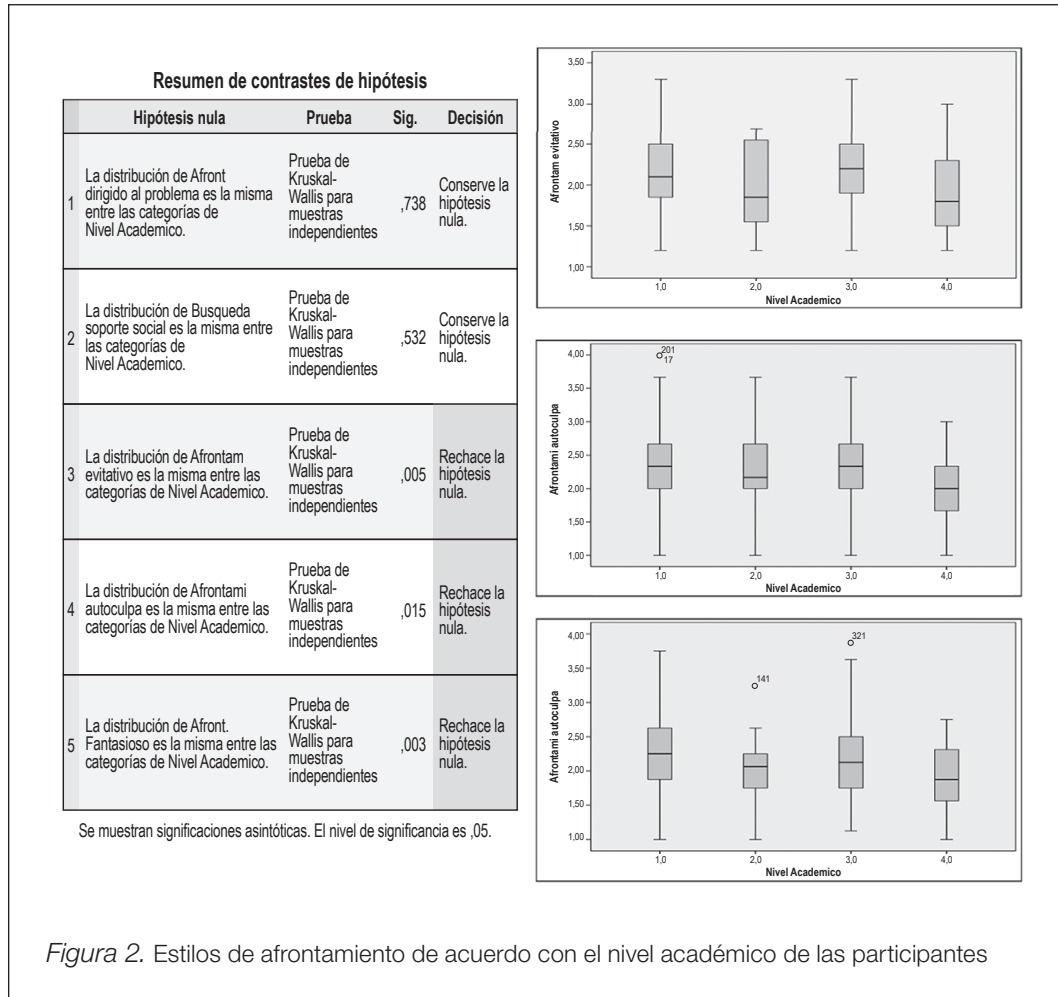 Resumen de contrastes de hipótesis
Hipótesis nula Prueba Sig. Decisión
1
La distribución de Afront
dirigido al problema es la misma
entre las categorías de
Nivel Academico.
Prueba de
Kruskal-
Wallis para
muestras
independientes
,738
Conserve la
hipótesis
nula.
2
La distribución de Busqueda
soporte social es la misma entre
las categorías de
Nivel Academico.
Prueba de
Kruskal-
Wallis para
muestras
independientes
,532
Conserve la
hipótesis
nula.
3
La distribución de Afrontam
evitativo es la misma entre las
categorías de Nivel Academico.
Prueba de
Kruskal-
Wallis para
muestras
independientes
,005
Rechace la
hipótesis
nula.
4
La distribución de Afrontami
autoculpa es la misma entre las
categorías de Nivel Academico.
Prueba de
Kruskal-
Wallis para
muestras
independientes
,015
Rechace la
hipótesis
nula.
5
La distribución de Afront.
Fantasioso es la misma entre las
categorías de Nivel Academico.
Prueba de
Kruskal-
Wallis para
muestras
independientes
,003
Rechace la
hipótesis
nula.
Se muestran significaciones asintóticas. El nivel de significancia es ,05.
Afrontam evitativo
3,50
3,00
2,50
2,00
1,50
1,00
1,0 2,0 3,0 4,0
Nivel Academico
Afrontami autoculpa
4,00
3,50
3,00
2,50
2,00
1,50
1,00
201
17
1,0 2,0 3,0 4,0
Nivel Academico
Afrontami autoculpa
4,00
3,50
3,00
2,50
2,00
1,50
1,00
141
321
1,0 2,0 3,0 4,0
Nivel Academico
Figura 2. Estilos de afrontamiento de acuerdo con el nivel académico de las participantes